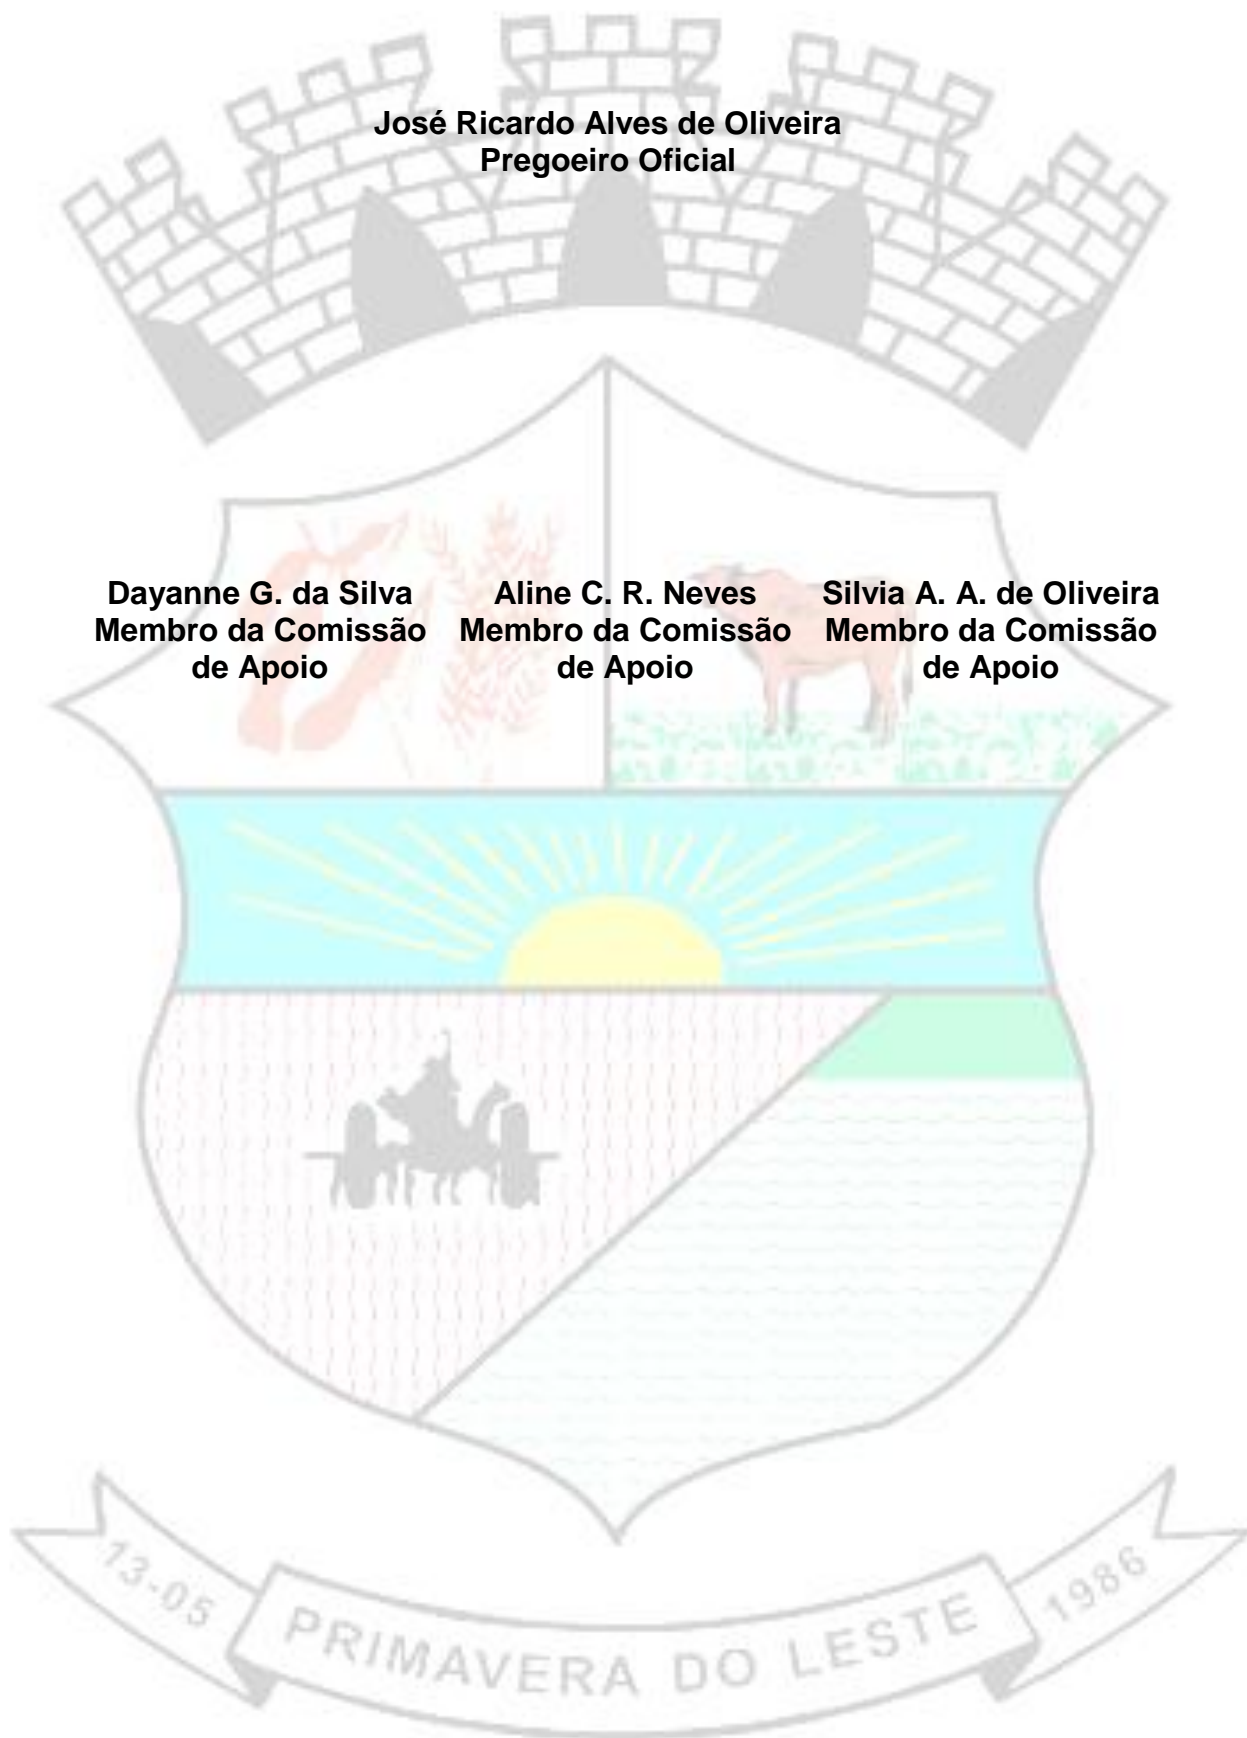 José Ricardo Alves de Oliveira
Pregoeiro Oficial
Dayanne G. da Silva
Membro da Comissão
de Apoio
Aline C. R. Neves
Membro da Comissão
de Apoio
Silvia A. A. de Oliveira
Membro da Comissão
de Apoio
13-05
PRIMAVERA DO LESTE
1986